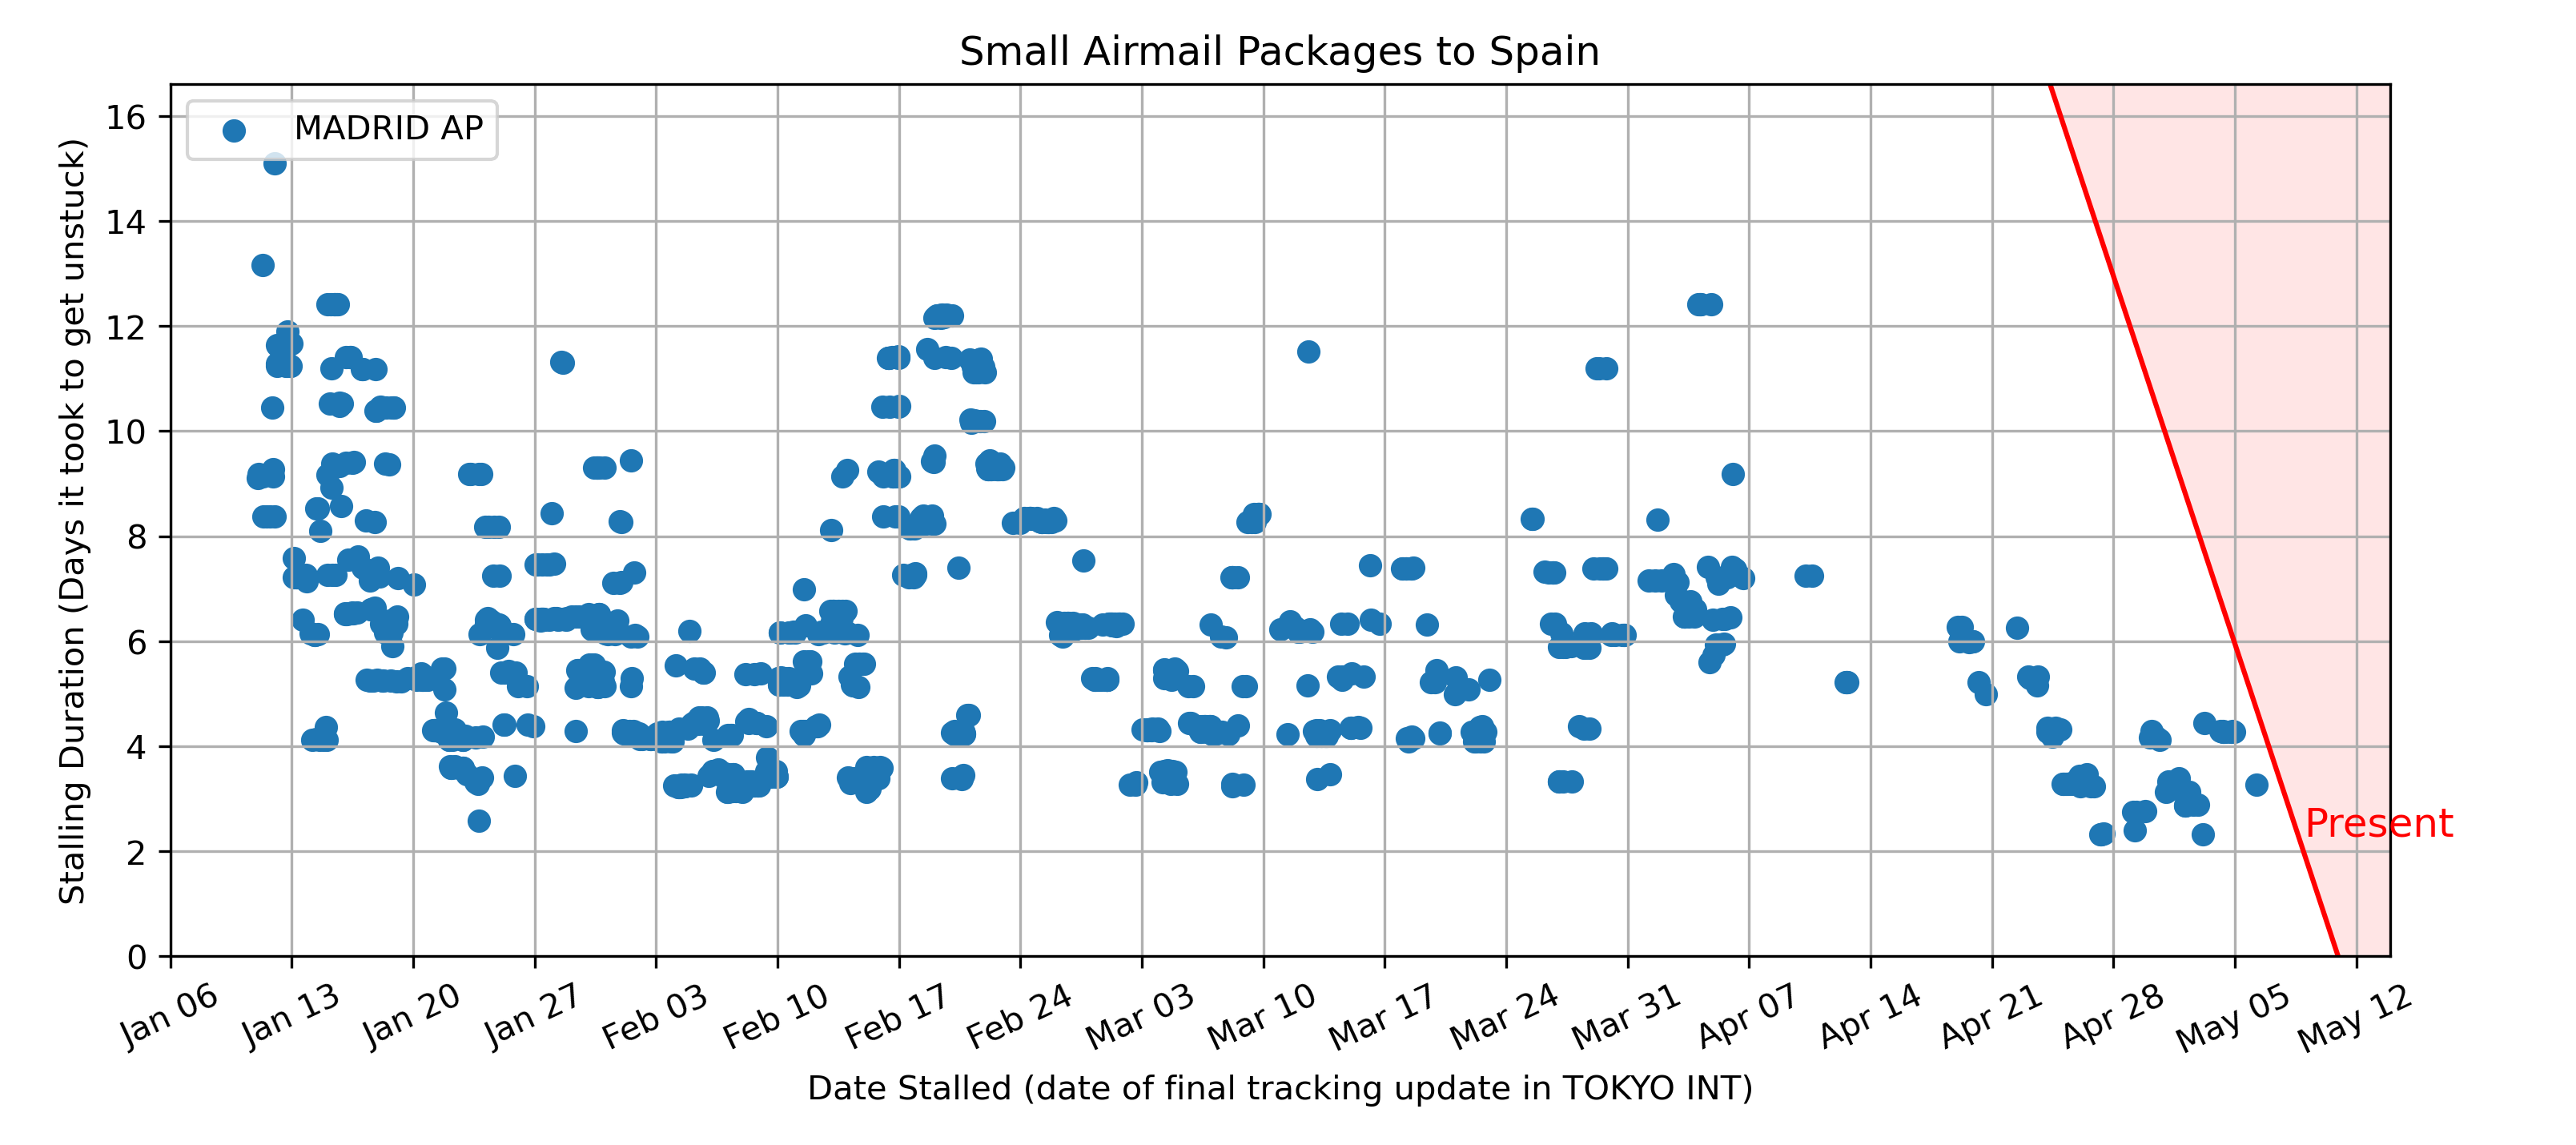 Small Airmail Packages to Spain
MADRID AP
Stalling Duration (Days it took to get unstuck)
16
14
12
10
8
6
4
2
0
Present
Jan 06 Jan 13 Jan 20 Jan 27 Feb 03 Feb 10 Feb 17 Feb 24 Mar 03 Mar 10 Mar 17 Mar 24 Mar 31 Apr 07 Apr 14 Apr 21 Apr 28 May 05 May 12
Date Stalled (date of final tracking update in TOKYO INT)